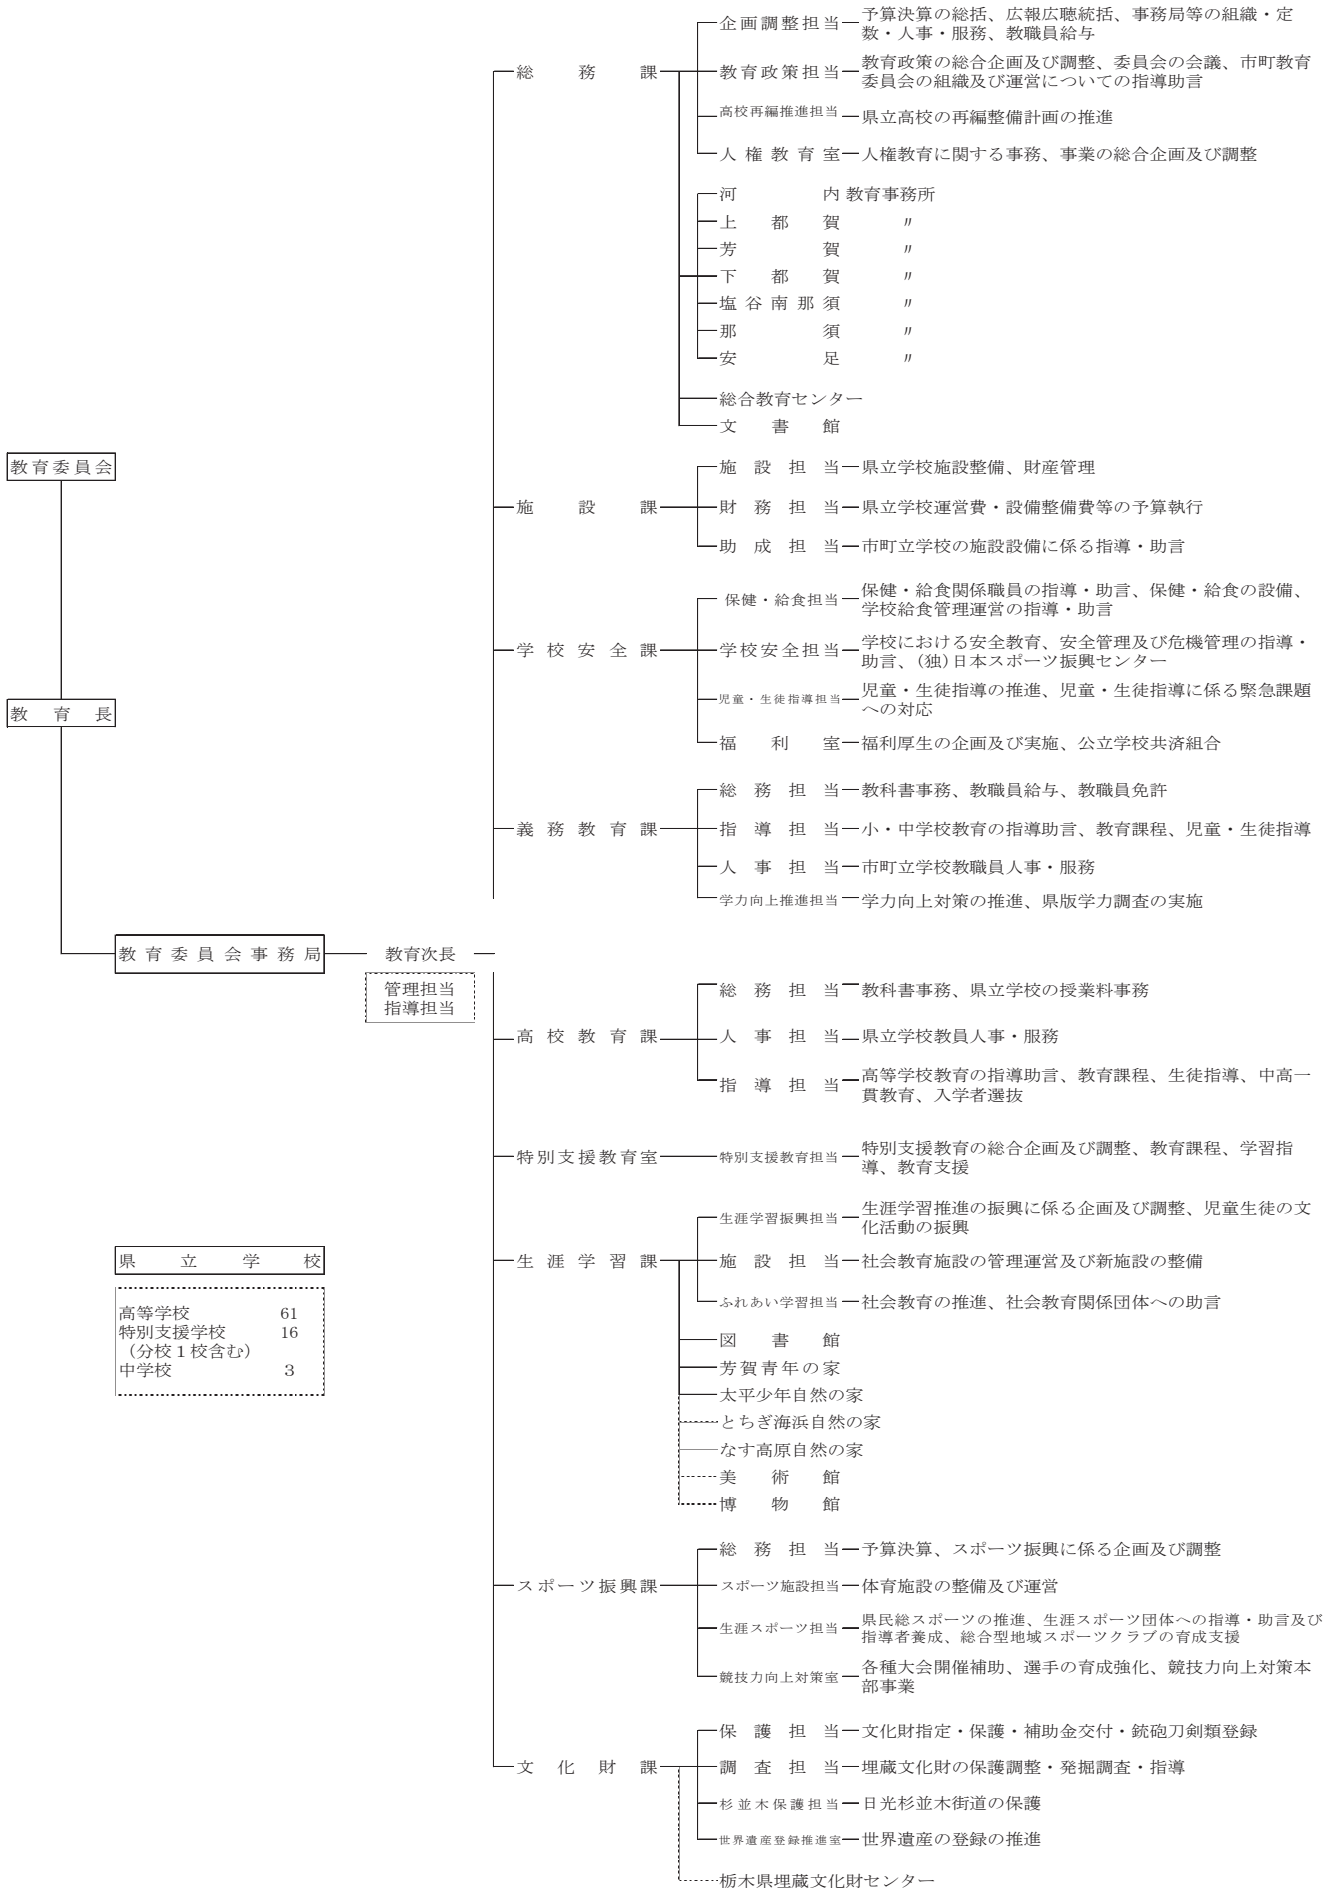 企画調整担当
予算決算の総括、広報広聴統括、事務局等の組織・定
数・人事・服務、教職員給与
総務課
教育政策担当
教育政策の総合企画及び調整、委員会の会議、市町教育
委員会の組織及び運営についての指導助言
高校再編推進担当
県立高校の再編整備計画の推進
人権教育室
人権教育に関する事務、事業の総合企画及び調整
河内教育事務所
上都賀 〃
芳賀 〃
下都賀 〃
塩谷南那須 〃
那須 〃
安足 〃
総合教育センター
文書館
教育委員会
施設担当
県立学校施設整備、財産管理
施設課
財務担当
県立学校運営費・設備整備費等の予算執行
助成担当
市町立学校の施設設備に係る指導・助言
保健・給食担当
保健・給食関係職員の指導・助言、保健・給食の設備、
学校給食管理運営の指導・助言
学校安全課
学校安全担当
学校における安全教育、安全管理及び危機管理の指導・
助言、(独)日本スポーツ振興センター
教育長
児童・生徒指導担当
児童・生徒指導の推進、児童・生徒指導に係る緊急課題
への対応
福利室
福利厚生の企画及び実施、公立学校共済組合
総務担当
教科書事務、教職員給与、教職員免許
義務教育課
指導担当
小・中学校教育の指導助言、教育課程、児童・生徒指導
人事担当
市町立学校教職員人事・服務
学力向上推進担当
学力向上対策の推進、県版学力調査の実施
教育委員会事務局
教育次長
管理担当
指導担当
総務担当
教科書事務、県立学校の授業料事務
高校教育課
人事担当
県立学校教員人事・服務
指導担当
高等学校教育の指導助言、教育課程、生徒指導、中高一
貫教育、入学者選抜
特別支援教育室
特別支援教育担当
特別支援教育の総合企画及び調整、教育課程、学習指
導、教育支援
生涯学習振興担当
生涯学習推進の振興に係る企画及び調整、児童生徒の文
化活動の振興
県立学校
高等学校 61
特別支援学校 16
（分校１校含む）
中学校 3
生涯学習課
施設担当
社会教育施設の管理運営及び新施設の整備
ふれあい学習担当
社会教育の推進、社会教育関係団体への助言
図書館
芳賀青年の家
太平少年自然の家
とちぎ海浜自然の家
なす高原自然の家
美術館
博物館
総務担当
予算決算、スポーツ振興に係る企画及び調整
スポーツ振興課
スポーツ施設担当
体育施設の整備及び運営
生涯スポーツ担当
県民総スポーツの推進、生涯スポーツ団体への指導・助言及び
指導者養成、総合型地域スポーツクラブの育成支援
競技力向上対策室
各種大会開催補助、選手の育成強化、競技力向上対策本
部事業
保護担当
文化財指定・保護・補助金交付・銃砲刀剣類登録
文化財課
調査担当
埋蔵文化財の保護調整・発掘調査・指導
杉並木保護担当
日光杉並木街道の保護
世界遺産登録推進室
世界遺産の登録の推進
栃木県埋蔵文化財センター